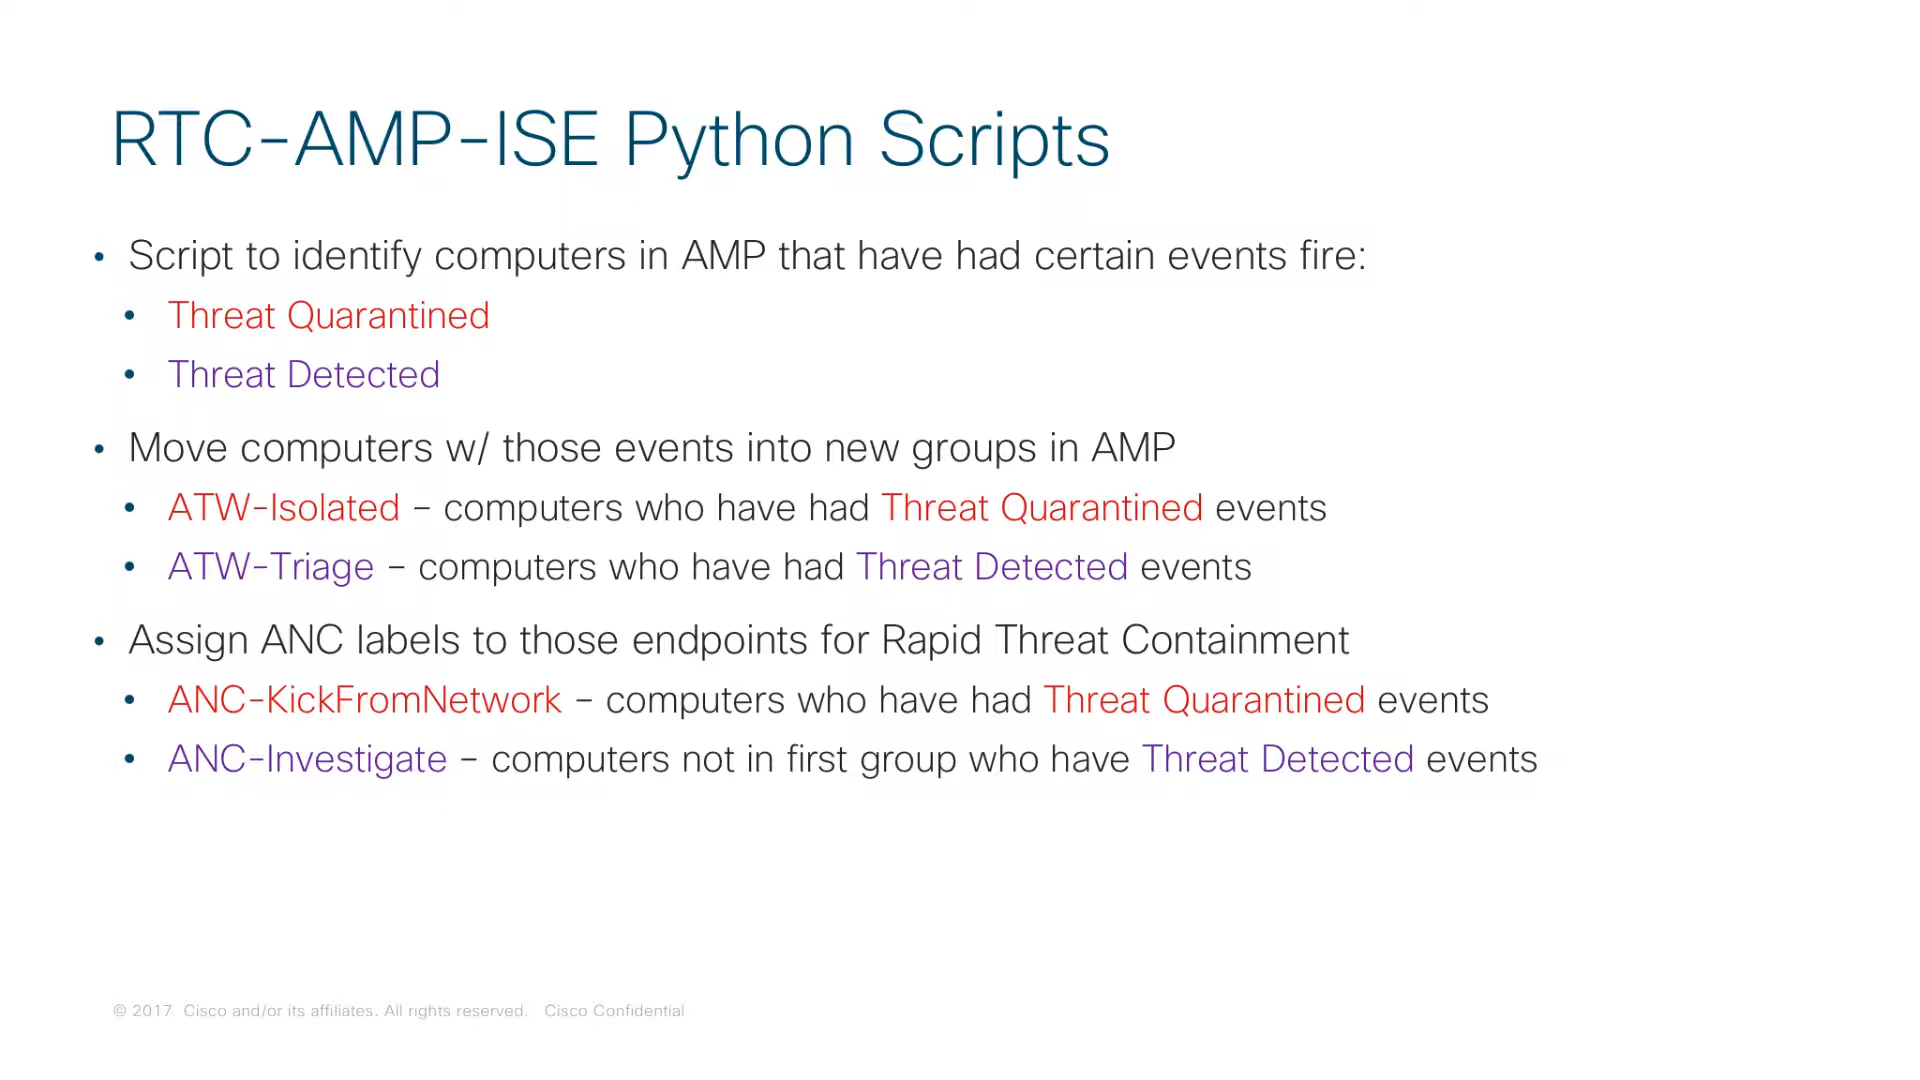 RTC-AMP-ISE Python Scripts
• Script to identify computers in AMP that have had certain events fire:
• Threat Quarantined
• Threat Detected
• Move computers w/ those events into new groups in AMP
• ATW-Isolated – computers who have had Threat Quarantined events
• ATW-Triage – computers who have had Threat Detected events
• Assign ANC labels to those endpoints for Rapid Threat Containment
• ANC-KickFromNetwork – computers who have had Threat Quarantined events
• ANC-Investigate – computers not in first group who have Threat Detected events
© 2017 Cisco and/or its affiliates. All rights reserved. Cisco Confidential